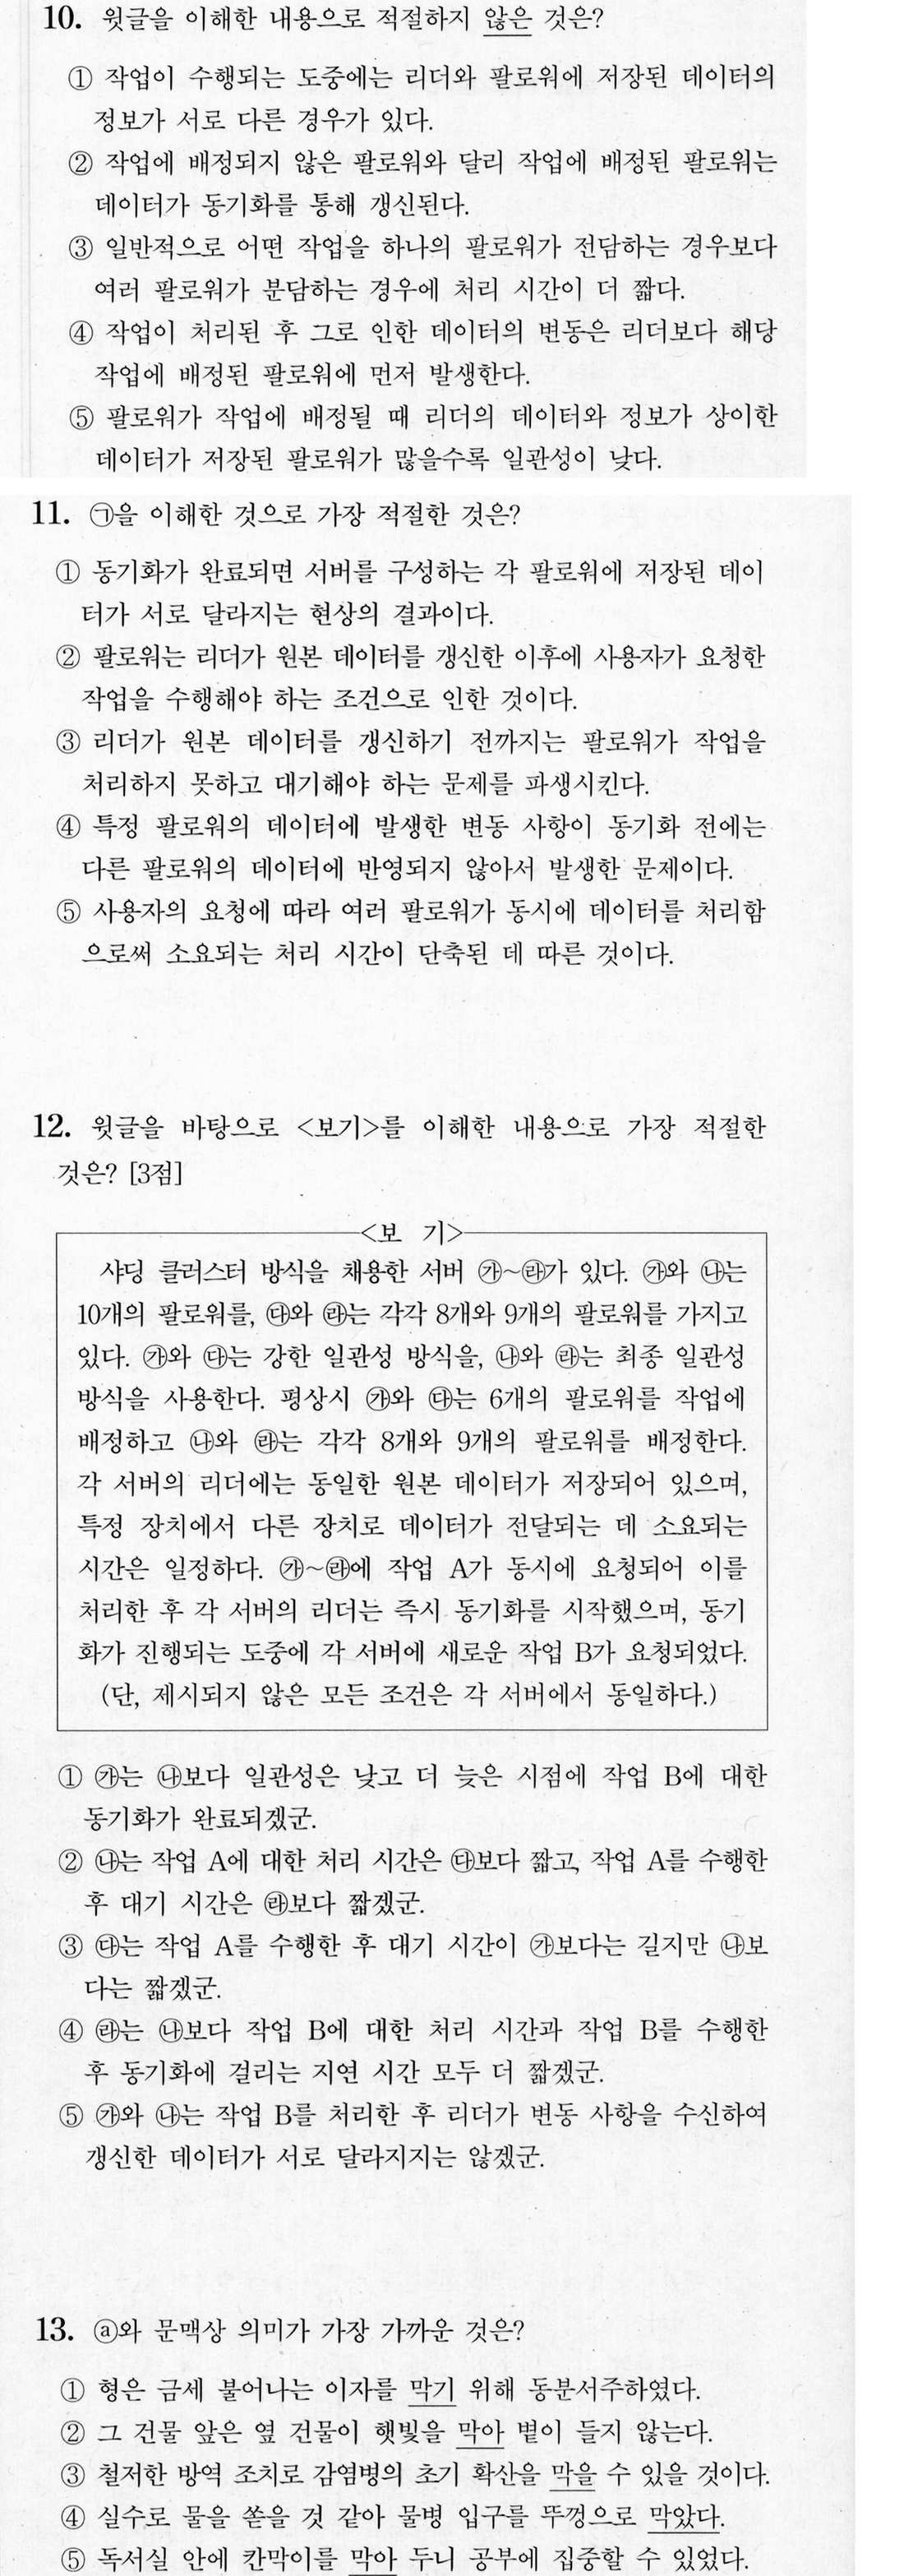 10. 윗글을 이해한 내용으로 적절하지 않은 것은?
① 작업이 수행되는 도중에는 리더와 팔로워에 저장된 데이터의
정보가 서로 다른 경우가 있다.
② 작업에 배정되지 않은 팔로워와 달리 작업에 배정된 팔로워는
데이터가 동기화를 통해 갱신된다.
③ 일반적으로 어떤 작업을 하나의 팔로워가 전담하는 경우보다
여러 팔로워가 분담하는 경우에 처리 시간이 더 짧다.
④ 작업이 처리된 후 그로 인한 데이터의 변동은 리더보다 해당
작업에 배정된 팔로워에 먼저 발생한다.
⑤ 팔로워가 작업에 배정될 때 리더의 데이터와 정보가 상이한
데이터가 저장된 팔로워가 많을수록 일관성이 낮다.
11. ㉠을 이해한 것으로 가장 적절한 것은?
① 동기화가 완료되면 서버를 구성하는 각 팔로워에 저장된 데이
터가 서로 달라지는 현상의 결과이다.
② 팔로워는 리더가 원본 데이터를 갱신한 이후에 사용자가 요청한
작업을 수행해야 하는 조건으로 인한 것이다.
③ 리더가 원본 데이터를 갱신하기 전까지는 팔로워가 작업을
처리하지 못하고 대기해야 하는 문제를 파생시킨다.
④ 특정 팔로워의 데이터에 발생한 변동 사항이 동기화 전에는
다른 팔로워의 데이터에 반영되지 않아서 발생한 문제이다.
⑤ 사용자의 요청에 따라 여러 팔로워가 동시에 데이터를 처리함
으로써 소요되는 처리 시간이 단축된 데 따른 것이다.
12. 윗글을 바탕으로 <보기>를 이해한 내용으로 가장 적절한
것은? [3점]
<보 기>
샤딩 클러스터 방식을 채용한 서버 ㉮~㉱가 있다. ㉮와 ㉯는
10개의 팔로워를, ㉰와 ㉱는 각각 8개와 9개의 팔로워를 가지고
있다. ㉮와 ㉰는 강한 일관성 방식을, ㉯와 ㉱는 최종 일관성
방식을 사용한다. 평상시 ㉮와 ㉰는 6개의 팔로워를 작업에
배정하고 ㉯와 ㉱는 각각 8개와 9개의 팔로워를 배정한다.
각 서버의 리더에는 동일한 원본 데이터가 저장되어 있으며,
특정 장치에서 다른 장치로 데이터가 전달되는 데 소요되는
시간은 일정하다. ㉮~㉱에 작업 A가 동시에 요청되어 이를
처리한 후 각 서버의 리더는 즉시 동기화를 시작했으며, 동기
화가 진행되는 도중에 각 서버에 새로운 작업 B가 요청되었다.
(단, 제시되지 않은 모든 조건은 각 서버에서 동일하다.)
① ㉮는 ㉯보다 일관성은 낮고 더 늦은 시점에 작업 B에 대한
동기화가 완료되겠군.
② ㉯는 작업 A에 대한 처리 시간은 ㉰보다 짧고, 작업 A를 수행한
후 대기 시간은 ㉱보다 짧겠군.
③ ㉰는 작업 A를 수행한 후 대기 시간이 ㉮보다는 길지만 ㉯보
다는 짧겠군.
④ ㉱는 ㉯보다 작업 B에 대한 처리 시간과 작업 B를 수행한
후 동기화에 걸리는 지연 시간 모두 더 짧겠군.
⑤ ㉮와 ㉯는 작업 B를 처리한 후 리더가 변동 사항을 수신하여
갱신한 데이터가 서로 달라지지는 않겠군.
13. ⓐ와 문맥상 의미가 가장 가까운 것은?
① 형은 금세 불어나는 이자를 막기 위해 동분서주하였다.
② 그 건물 앞은 옆 건물이 햇빛을 막아 볕이 들지 않는다.
③ 철저한 방역 조치로 감염병의 초기 확산을 막을 수 있을 것이다.
④ 실수로 물을 쏟을 것 같아 물병 입구를 뚜껑으로 막았다.
⑤ 독서실 안에 칸막이를 막아 두니 공부에 집중할 수 있었다.